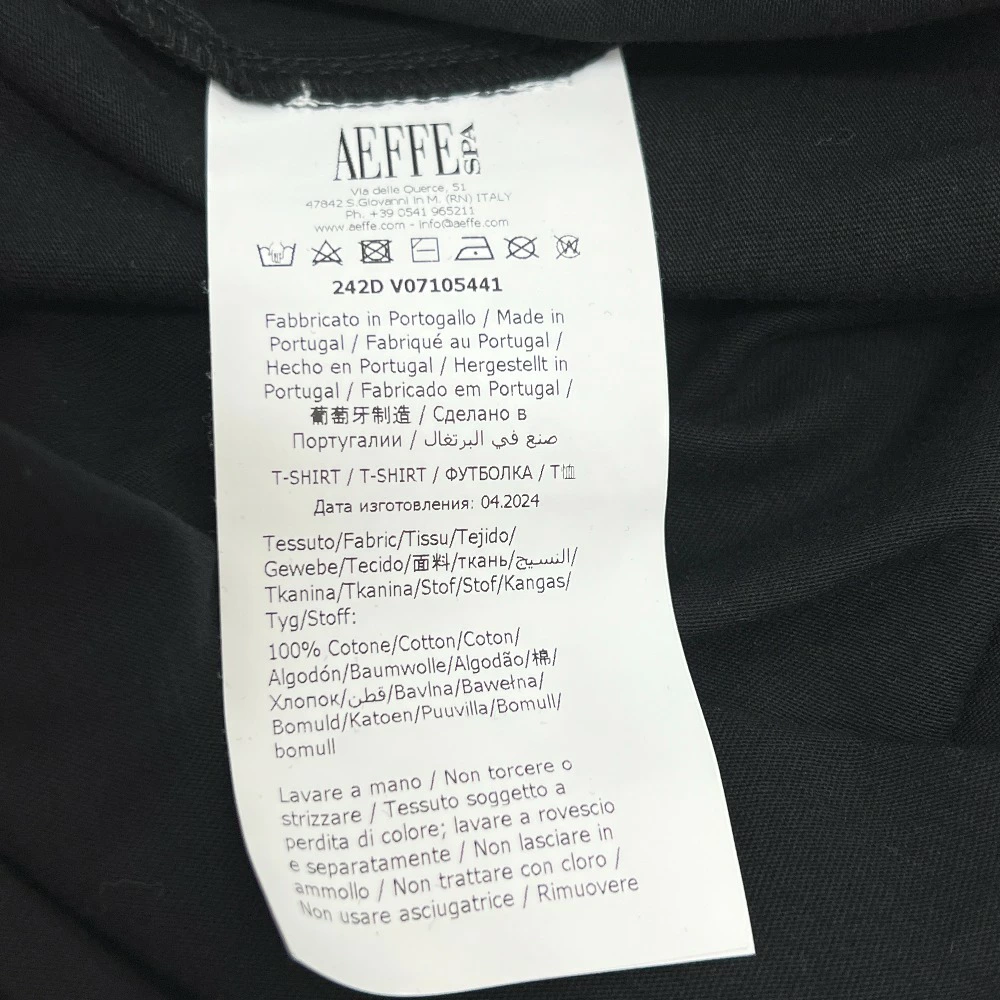 AEFFE SPA
Via delle Querce, 51
47842 S.Giovanni in M. (RN) ITALY
Ph. +39 0541 965211
www.aeffe.com - info@aeffe.com
242D V07105441
Fabbricato in Portogallo / Made in
Portugal / Fabriqué au Portugal /
Hecho en Portugal / Hergestellt in
Portugal / Fabricado em Portugal /
葡萄牙制造 / Сделано в
Португалии / صنع في البرتغال
T-SHIRT / T-SHIRT / ФУТБОЛКА / T恤
Дата изготовления: 04.2024
Tessuto/Fabric/Tissu/Tejido/
Gewebe/Tecido/面料/ткань/النسيج/
Tkanina/Tkanina/Stof/Stof/Kangas/
Tyg/Stoff:
100% Cotone/Cotton/Coton/
Algodón/Baumwolle/Algodão/棉/
Хлопок/قطن/Bavlna/Bawełna/
Bomuld/Katoen/Puuvilla/Bomull/
bomull
Lavare a mano / Non torcere o
strizzare / Tessuto soggetto a
perdita di colore; lavare a rovescio
e separatamente / Non lasciare in
ammollo / Non trattare con cloro /
Non usare asciugatrice / Rimuovere